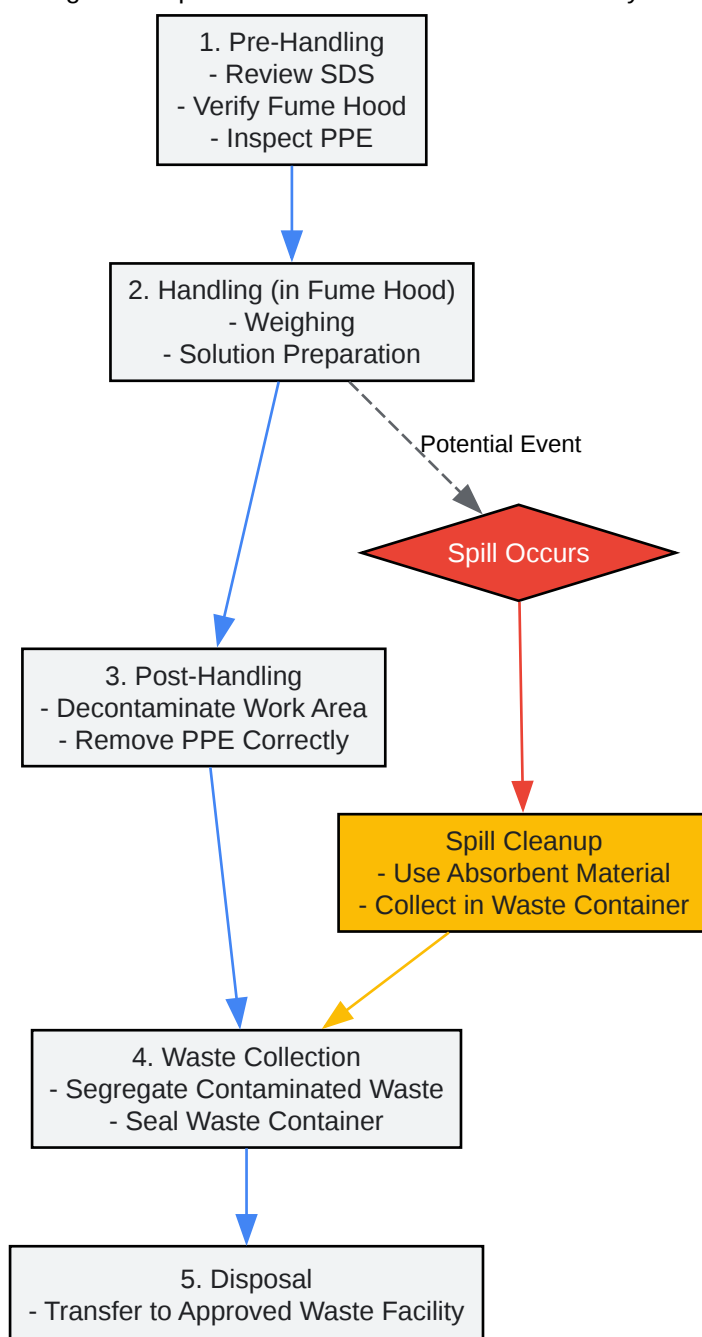 1. Pre-Handling
- Review SDS
- Verify Fume Hood
- Inspect PPE
2. Handling (in Fume Hood)
- Weighing
- Solution Preparation
Potential Event
Spill Occurs
3. Post-Handling
- Decontaminate Work Area
- Remove PPE Correctly
Spill Cleanup
- Use Absorbent Material
- Collect in Waste Container
4. Waste Collection
- Segregate Contaminated Waste
- Seal Waste Container
5. Disposal
- Transfer to Approved Waste Facility